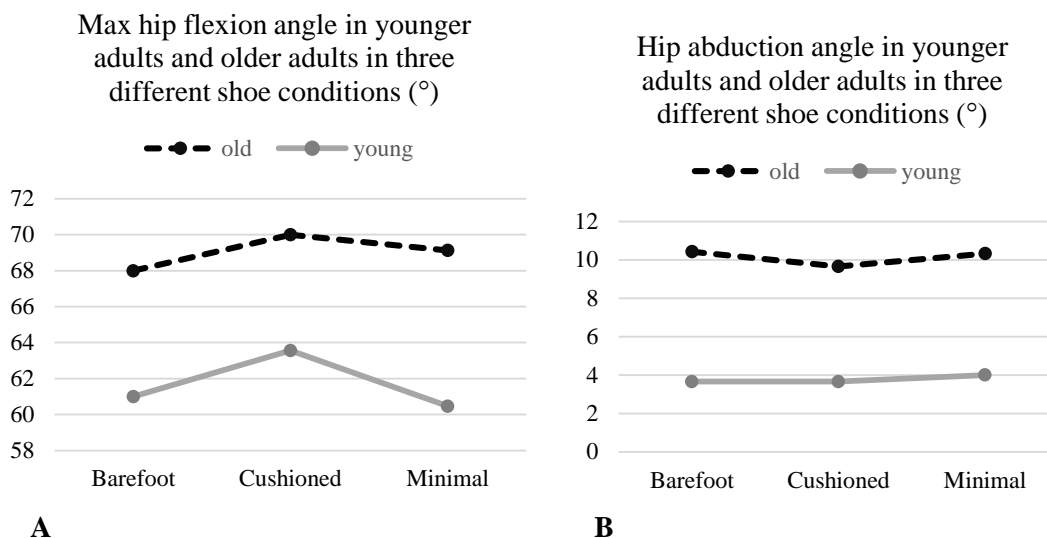 Max hip flexion angle in younger
adults and older adults in three
different shoe conditions (°)
old young
72
70
68
66
64
62
60
58
Barefoot Cushioned Minimal
A
Hip abduction angle in younger
adults and older adults in three
different shoe conditions (°)
old young
12
10
8
6
4
2
0
Barefoot Cushioned Minimal
B